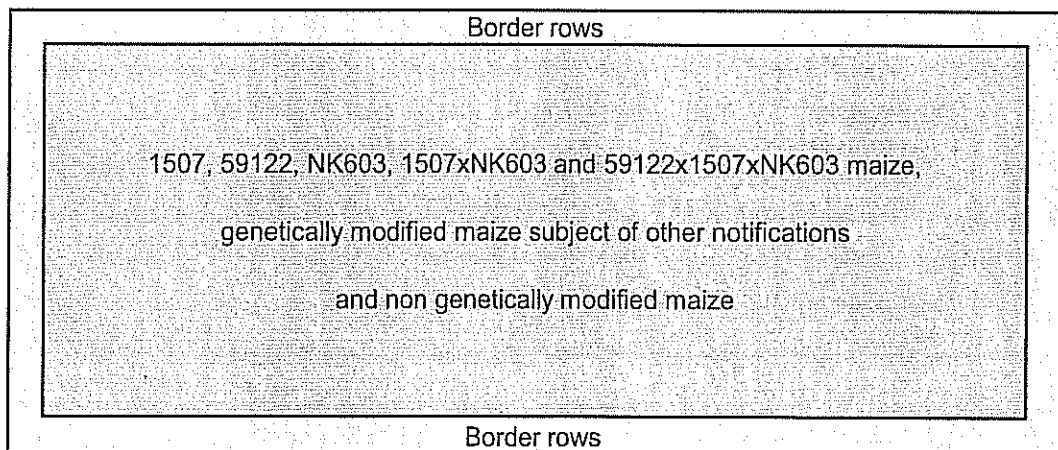 Border rows
1507, 59122, NK603, 1507xNK603 and 59122x1507xNK603 maize,
genetically modified maize subject of other notifications
and non genetically modified maize
Border rows